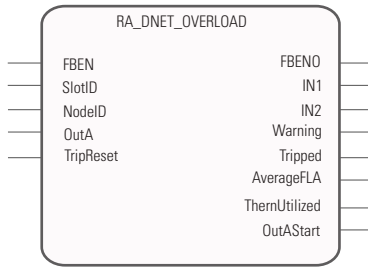 RA_DNET_OVERLOAD
FBEN FBENO
SlotID IN1
NodeID IN2
OutA Warning
TripReset Tripped
AverageFLA
ThernUtilized
OutAStart